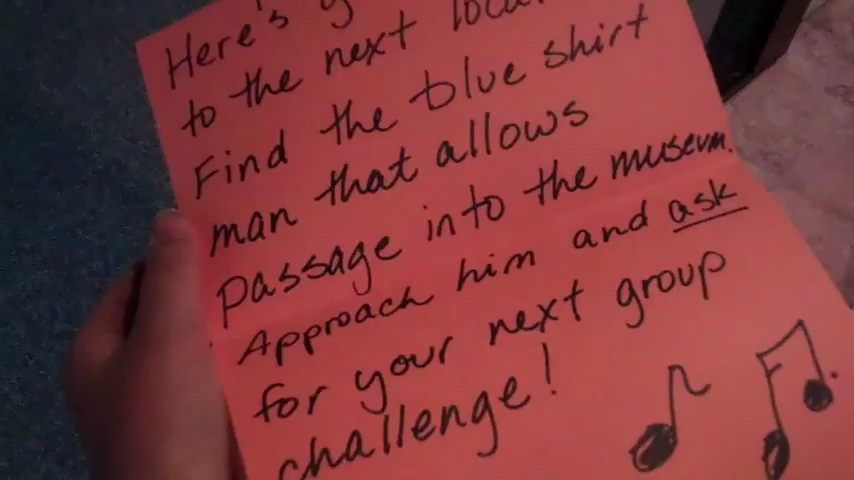 Here's
to the next
Find the blue shirt
man that allows
passage into the museum.
Approach him and ask
for your next group
challenge!